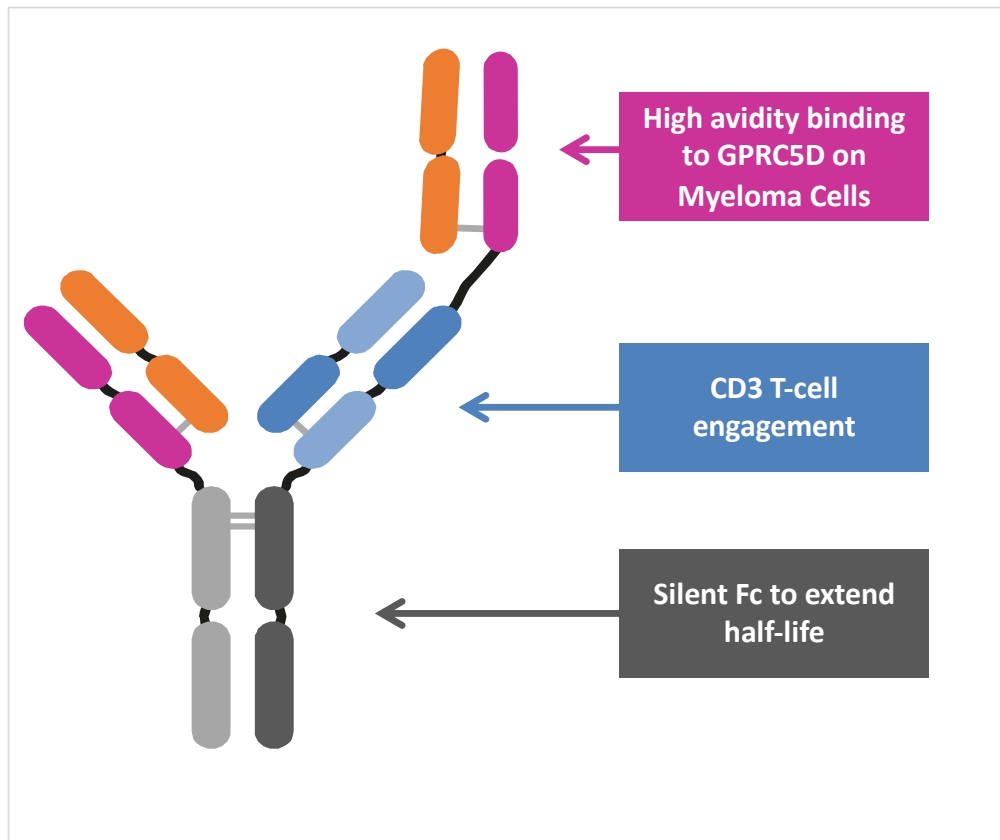 High avidity binding
to GPRC5D on
Myeloma Cells
CD3 T-cell
engagement
Silent Fc to extend
half-life